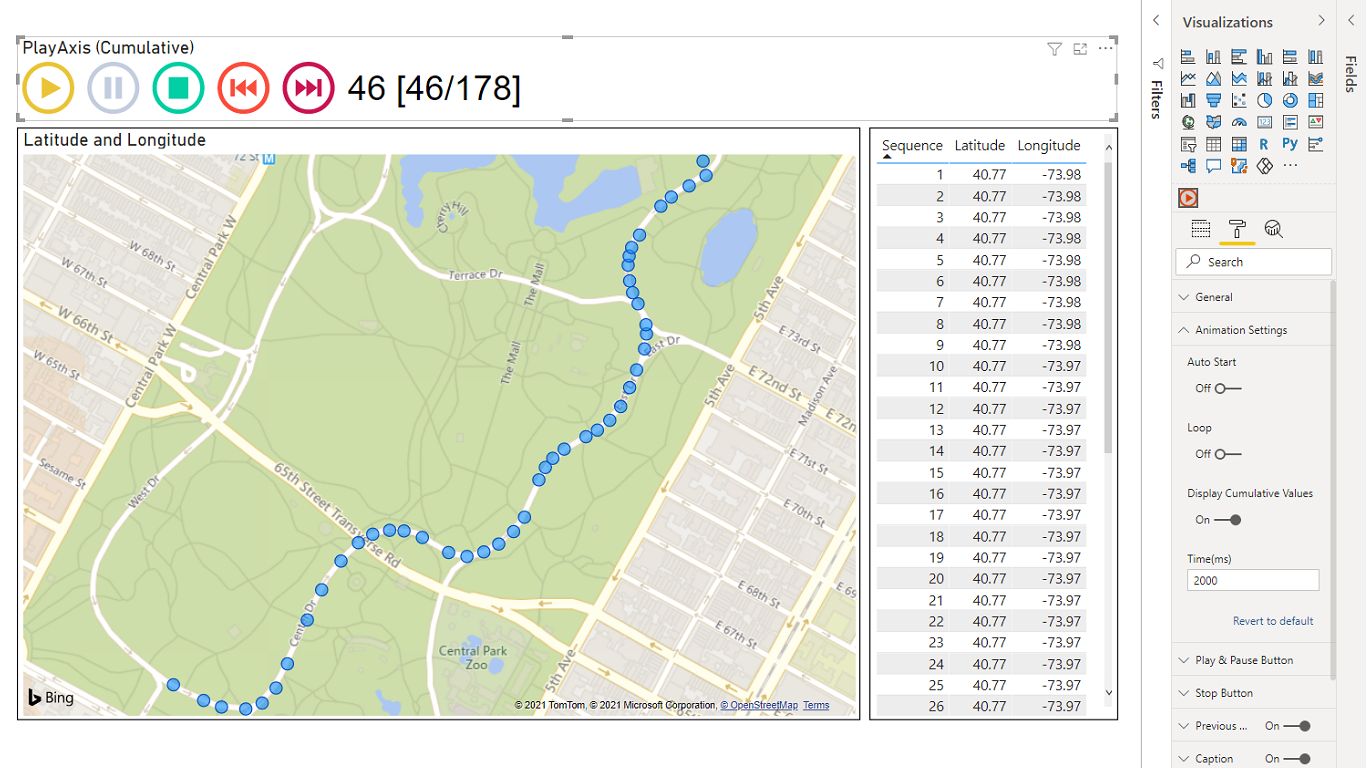 PlayAxis (Cumulative)
46 [46/178]
Latitude and Longitude
72 St M
Cherry Hill
Central Park W
W 68th St
W 67th St
Terrace Dr
The Mall
5th Ave
W 66th St
E 73rd St
W 65th St
Central Park W
The Mall
East Dr
5th Ave
E 72nd St
Madison Ave
E 72n
Sesame St
E 71st St
West Dr
65th Street Transverse Rd
E 70th St
E 69
E 68th St
Center Dr
E 67th St
Central Park
Zoo
5th Ave
Bing
© 2021 TomTom, © 2021 Microsoft Corporation, © OpenStreetMap Terms
Sequence Latitude Longitude
1 40.77 -73.98
2 40.77 -73.98
3 40.77 -73.98
4 40.77 -73.98
5 40.77 -73.98
6 40.77 -73.98
7 40.77 -73.98
8 40.77 -73.98
9 40.77 -73.98
10 40.77 -73.97
11 40.77 -73.97
12 40.77 -73.97
13 40.77 -73.97
14 40.77 -73.97
15 40.77 -73.97
16 40.77 -73.97
17 40.77 -73.97
18 40.77 -73.97
19 40.77 -73.97
20 40.77 -73.97
21 40.77 -73.97
22 40.77 -73.97
23 40.77 -73.97
24 40.77 -73.97
25 40.77 -73.97
26 40.77 -73.97
Filters
Visualizations
R Py
123
Search
General
Animation Settings
Auto Start
Off
Loop
Off
Display Cumulative Values
On
Time(ms)
2000
Revert to default
Play & Pause Button
Stop Button
Previous ... On
Caption On
Fields